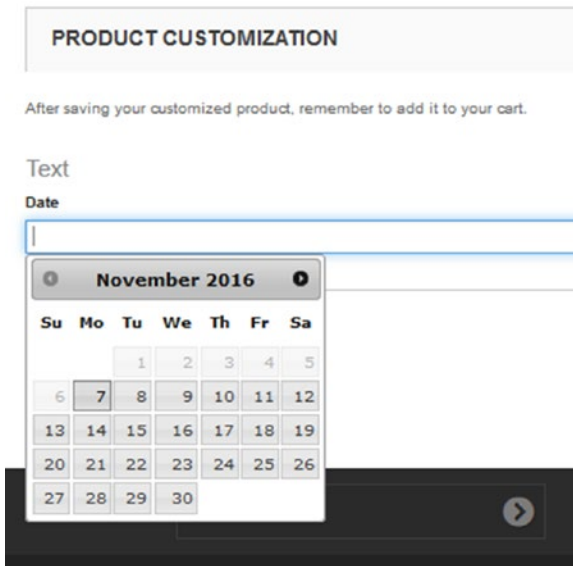 PRODUCT CUSTOMIZATION
After saving your customized product, remember to add it to your cart.
Text
Date
November 2016
Su Mo Tu We Th Fr Sa
1 2 3 4 5
6 7 8 9 10 11 12
13 14 15 16 17 18 19
20 21 22 23 24 25 26
27 28 29 30